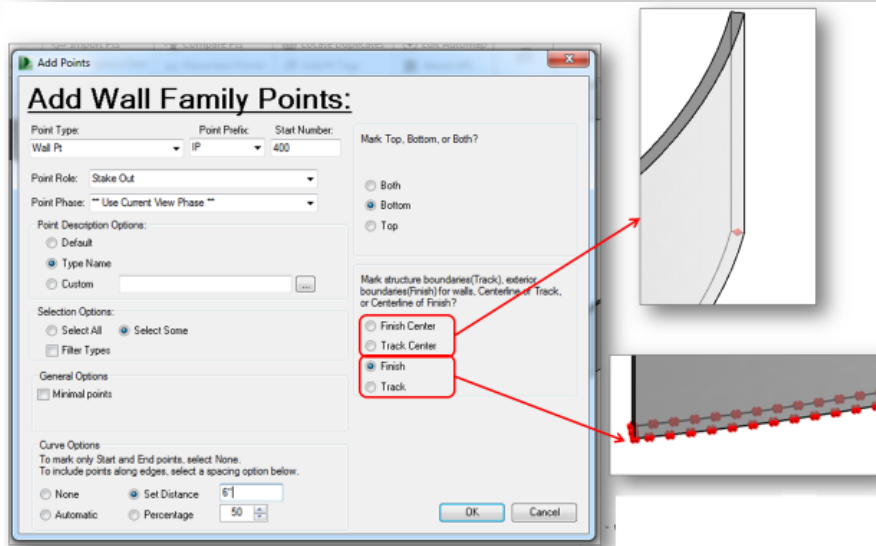 Add Points
Add Wall Family Points:
Point Type:
Point Prefix:
Start Number:
Wall Pt
IP
400
Point Role:
Stake Out
Point Phase:
** Use Current View Phase **
Point Description Options:
Default
Type Name
Custom
...
Selection Options:
Select All
Select Some
Filter Types
General Options
Minimal points
Curve Options
To mark only Start and End points, select None.
To include points along edges, select a spacing option below.
None
Set Distance
6"
Automatic
Percentage
50
Mark Top, Bottom, or Both?
Both
Bottom
Top
Mark structure boundaries(Track), exterior
boundaries(Finish) for walls, Centerline of Track,
or Centerline of Finish?
Finish Center
Track Center
Finish
Track
OK
Cancel